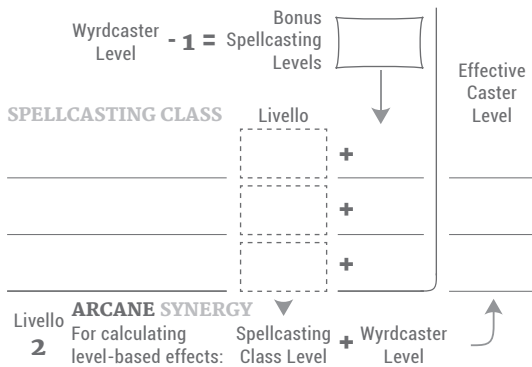 Wyrdcaster Level - 1 = Bonus Spellcasting Levels
Effective Caster Level
SPELLCASTING CLASS Livello
+
+
+
Livello 2
ARCANE SYNERGY
For calculating
level-based effects:
Spellcasting Class Level + Wyrdcaster Level